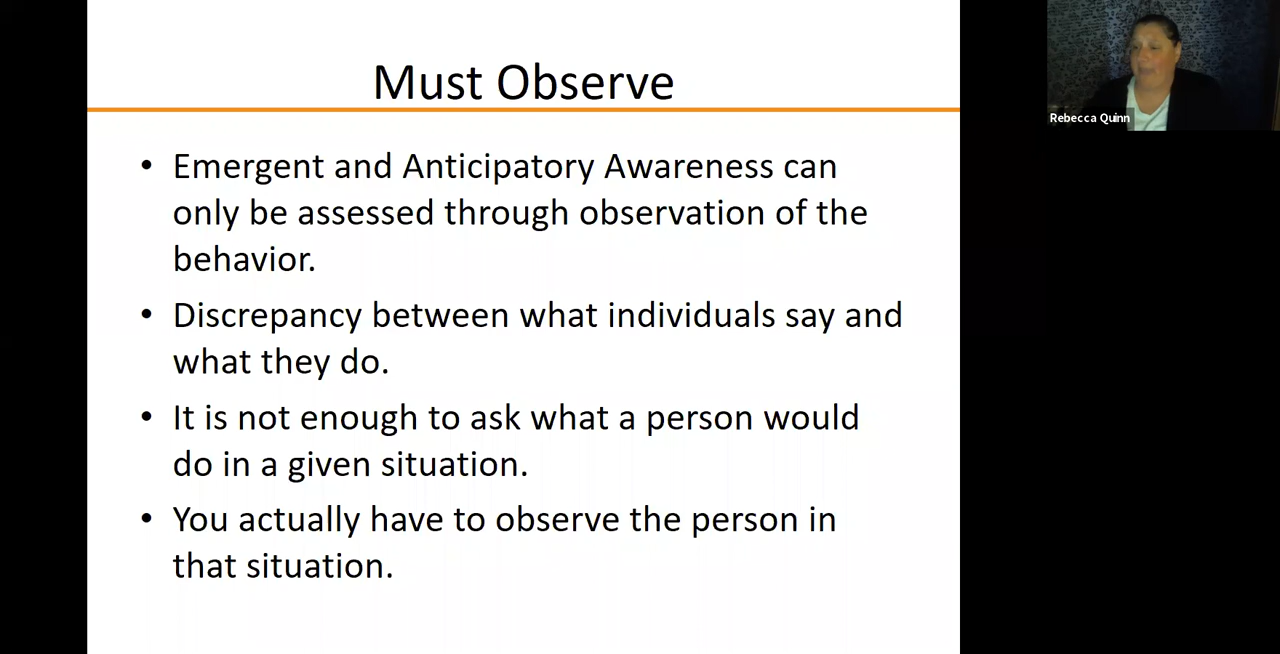 Must Observe
• Emergent and Anticipatory Awareness can
only be assessed through observation of the
behavior.
• Discrepancy between what individuals say and
what they do.
• It is not enough to ask what a person would
do in a given situation.
• You actually have to observe the person in
that situation.
Rebecca Quinn